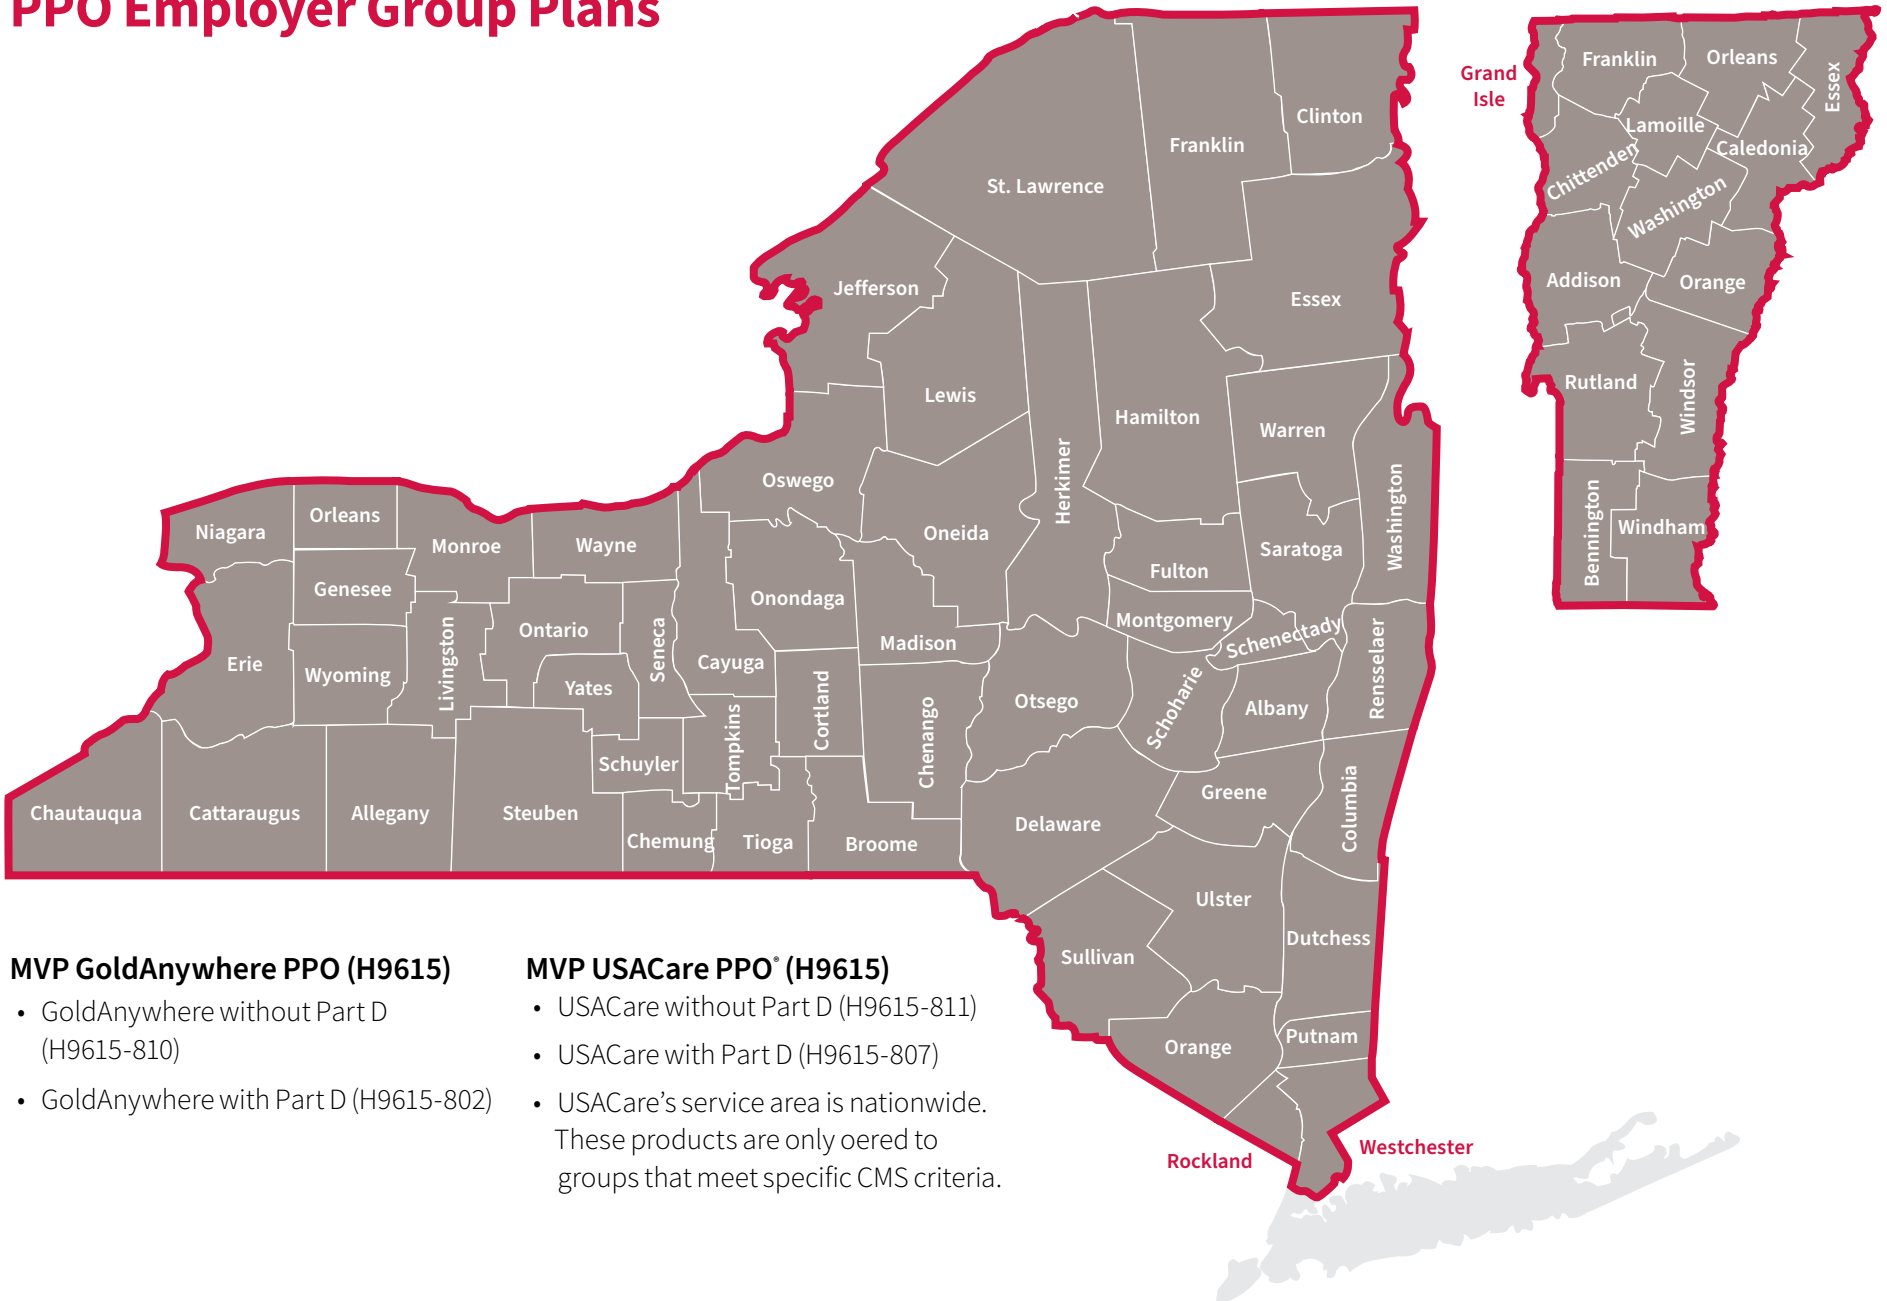 PPO Employer Group Plans
Grand
Isle
Franklin
Orleans
Essex
Lamoille
Chittenden
Caledonia
Washington
Addison
Orange
Rutland
Windsor
Bennington
Windham
Clinton
Franklin
St. Lawrence
Jefferson
Essex
Lewis
Hamilton
Warren
Herkimer
Washington
Oswego
Oneida
Saratoga
Fulton
Niagara
Orleans
Monroe
Wayne
Genesee
Onondaga
Montgomery
Schenectady
Ontario
Seneca
Madison
Livingston
Erie
Wyoming
Cayuga
Rensselaer
Yates
Otsego
Schoharie
Albany
Cortland
Chenango
Tompkins
Schuyler
Greene
Columbia
Chautauqua
Cattaraugus
Allegany
Steuben
Chemung
Tioga
Broome
Delaware
Ulster
Dutchess
Sullivan
Putnam
Orange
Rockland
Westchester
MVP GoldAnywhere PPO (H9615)
• GoldAnywhere without Part D
(H9615-810)
• GoldAnywhere with Part D (H9615-802)
MVP USACare PPO® (H9615)
• USACare without Part D (H9615-811)
• USACare with Part D (H9615-807)
• USACare’s service area is nationwide.
These products are only oered to
groups that meet specific CMS criteria.